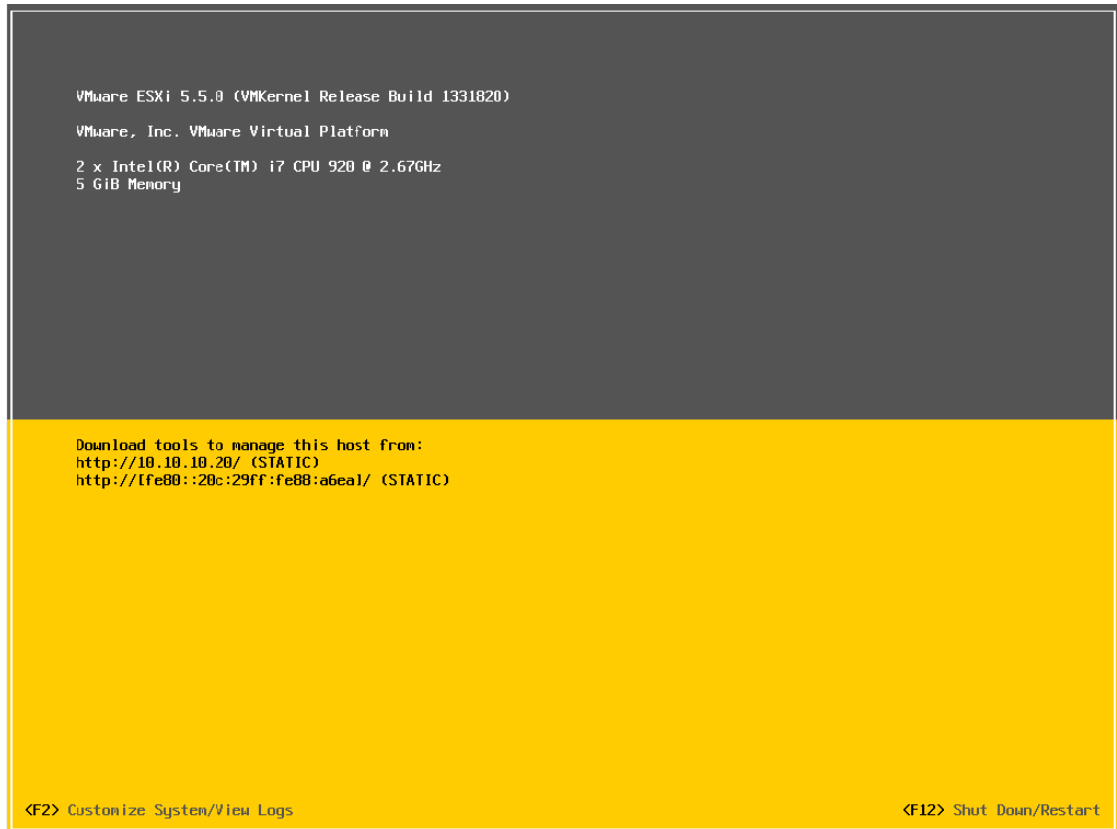 VMware ESXi 5.5.0 (VMKernel Release Build 1331820)
VMware, Inc. VMware Virtual Platform
2 x Intel(R) Core(TM) i7 CPU 920 @ 2.67GHz
5 GiB Memory
Download tools to manage this host from:
http://10.10.10.20/ (STATIC)
http://[fe80::20c:29ff:fe88:a6ea]/ (STATIC)
<F2> Customize System/View Logs
<F12> Shut Down/Restart